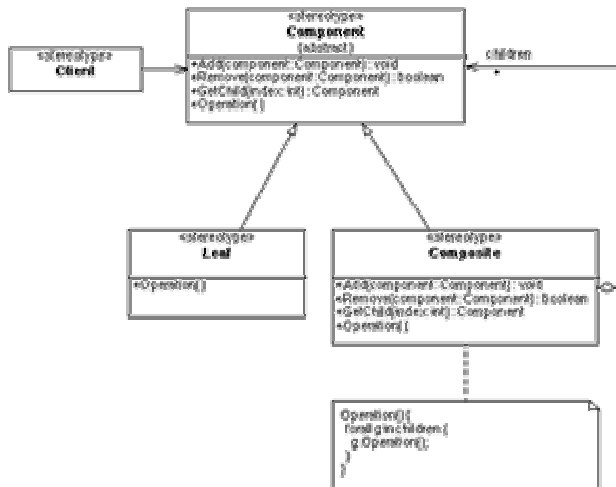 «stereotype»
Component
{abstract}
+Add(component: Component): void
+Remove(component: Component): boolean
+GetChild(index: int): Component
+Operation()
«stereotype»
Client
children
*
«stereotype»
Leaf
+Operation()
«stereotype»
Composite
+Add(component: Component): void
+Remove(component: Component): boolean
+GetChild(index: int): Component
+Operation()
Operation(){
forall g in children {
g.Operation();
}
}